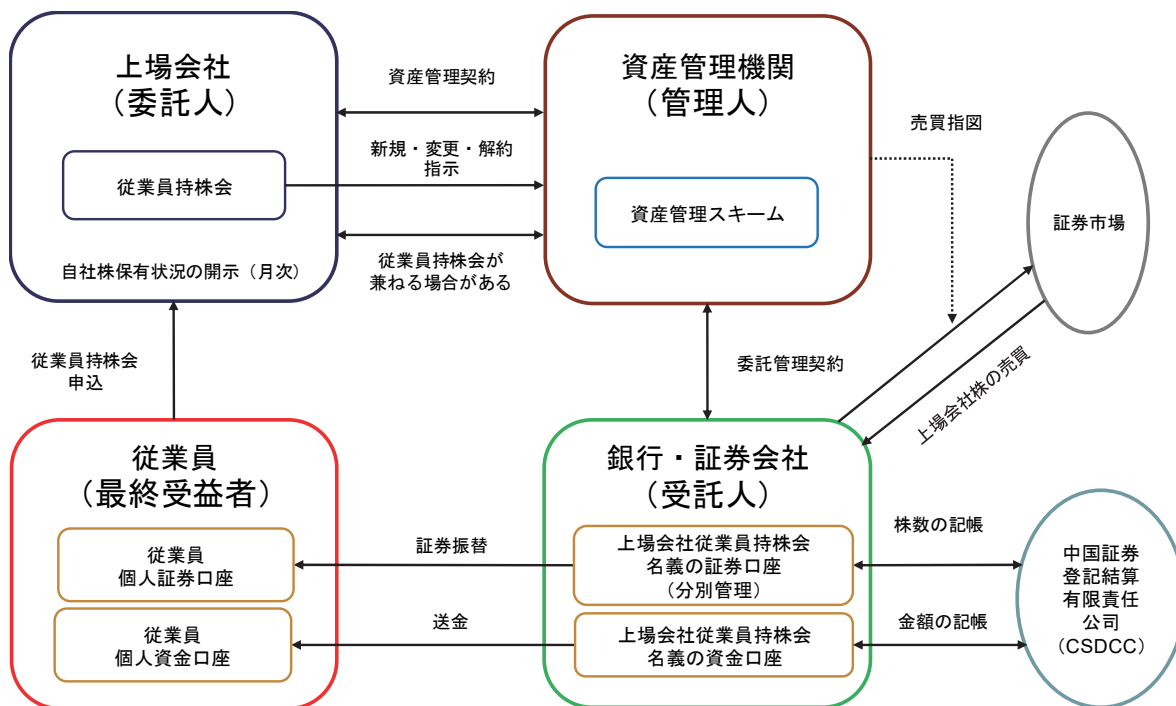 上場会社
（委託人）
従業員持株会
自社株保有状況の開示（月次）
資産管理契約
新規・変更・解約
指示
従業員持株会が
兼ねる場合がある
資産管理機関
（管理人）
資産管理スキーム
売買指図
証券市場
従業員持株会
申込
委託管理契約
上場会社株の売買
従業員
（最終受益者）
従業員
個人証券口座
従業員
個人資金口座
証券振替
送金
銀行・証券会社
（受託人）
上場会社従業員持株会
名義の証券口座
（分別管理）
上場会社従業員持株会
名義の資金口座
株数の記帳
金額の記帳
中国証券
登記結算
有限責任
公司
（CSDCC）